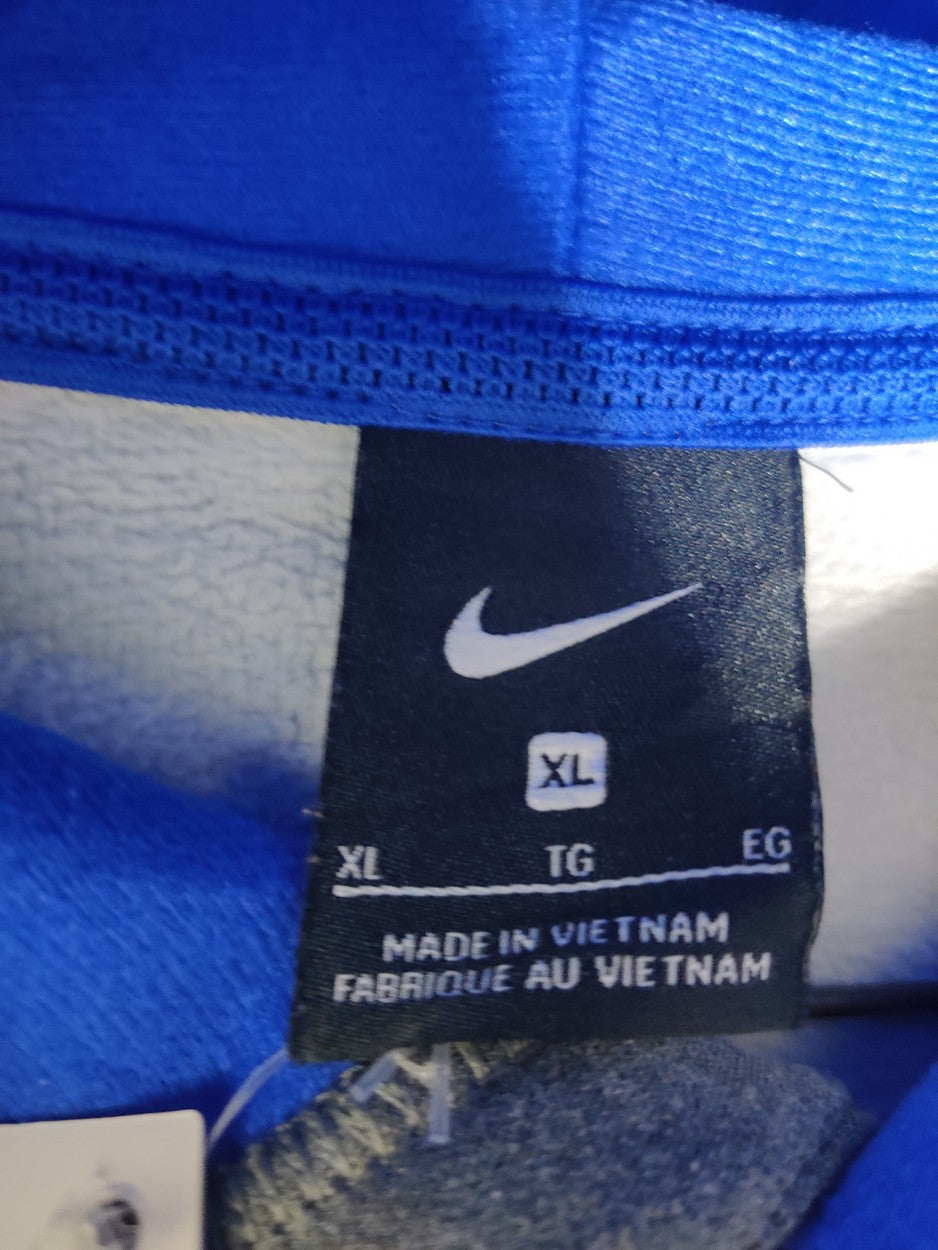 XL
XL TG EG
MADE IN VIETNAM
FABRIQUE AU VIETNAM